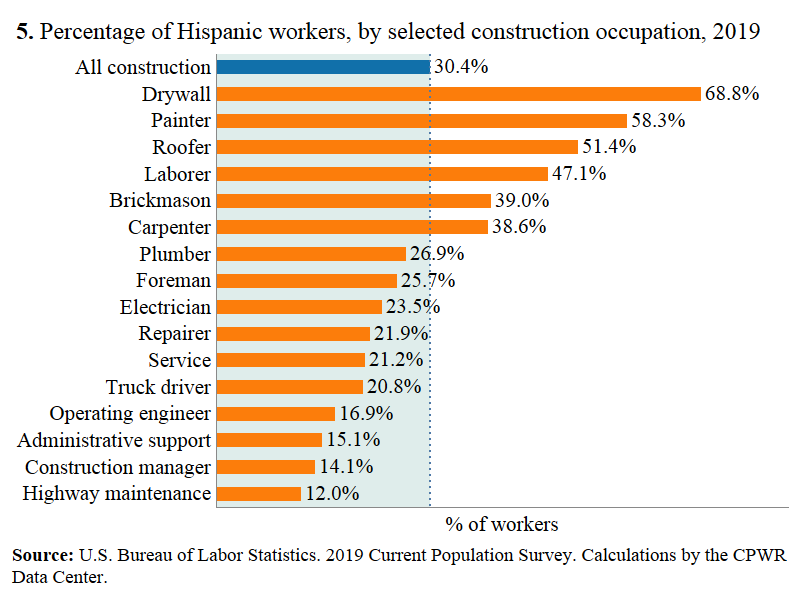 5. Percentage of Hispanic workers, by selected construction occupation, 2019
All construction 30.4%
Drywall 68.8%
Painter 58.3%
Roofer 51.4%
Laborer 47.1%
Brickmason 39.0%
Carpenter 38.6%
Plumber 26.9%
Foreman 25.7%
Electrician 23.5%
Repairer 21.9%
Service 21.2%
Truck driver 20.8%
Operating engineer 16.9%
Administrative support 15.1%
Construction manager 14.1%
Highway maintenance 12.0%
% of workers
Source: U.S. Bureau of Labor Statistics. 2019 Current Population Survey. Calculations by the CPWR
Data Center.